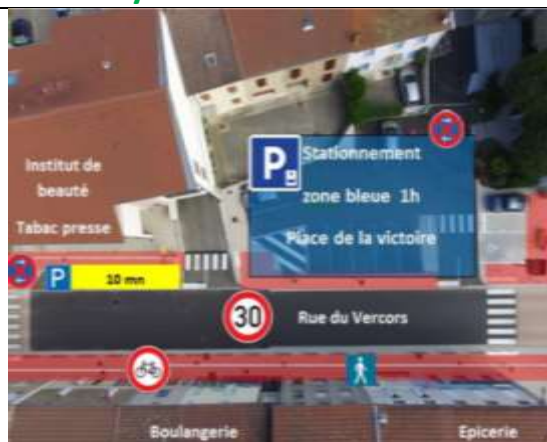 P
Stationnement
zone bleue 1h
Place de la victoire
Institut de
beauté
Tabac presse
P
10 mn
30
Rue du Vercors
Boulangerie
Epicerie